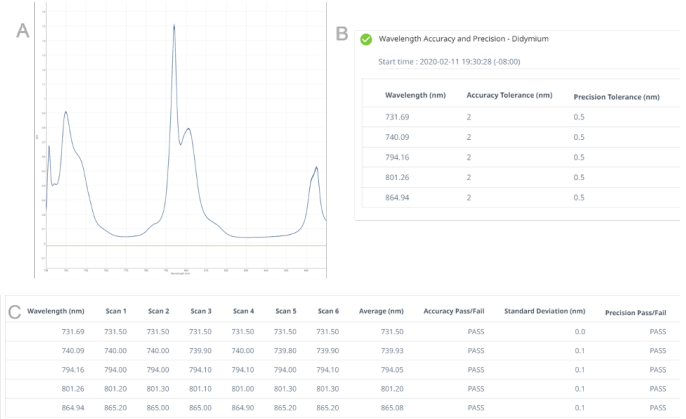 A
B
Wavelength Accuracy and Precision - Didymium
Start time : 2020-02-11 19:30:28 (-08:00)
Wavelength (nm) Accuracy Tolerance (nm) Precision Tolerance (nm)
731.69 2 0.5
740.09 2 0.5
794.16 2 0.5
801.26 2 0.5
864.94 2 0.5
C
Wavelength (nm) Scan 1 Scan 2 Scan 3 Scan 4 Scan 5 Scan 6 Average (nm) Accuracy Pass/Fail Standard Deviation (nm) Precision Pass/Fail
731.69 731.50 731.50 731.50 731.50 731.50 731.50 731.50 PASS 0.0 PASS
740.09 740.00 740.00 739.90 740.00 739.80 739.90 739.93 PASS 0.1 PASS
794.16 794.00 794.00 794.10 794.10 794.00 794.10 794.05 PASS 0.1 PASS
801.26 801.20 801.30 801.10 801.00 801.30 801.30 801.20 PASS 0.1 PASS
864.94 865.20 865.00 865.00 864.90 865.20 865.20 865.08 PASS 0.1 PASS